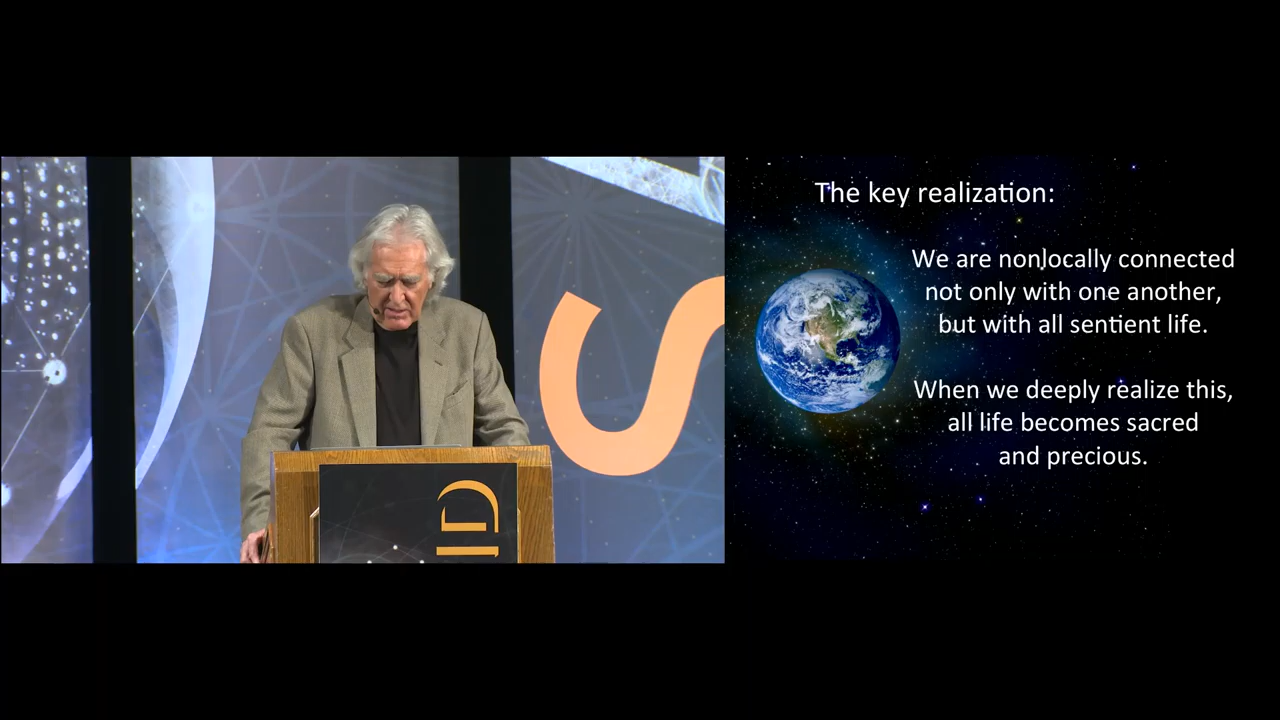 The key realization:
We are nonlocally connected
not only with one another,
but with all sentient life.
When we deeply realize this,
all life becomes sacred
and precious.
ID
S